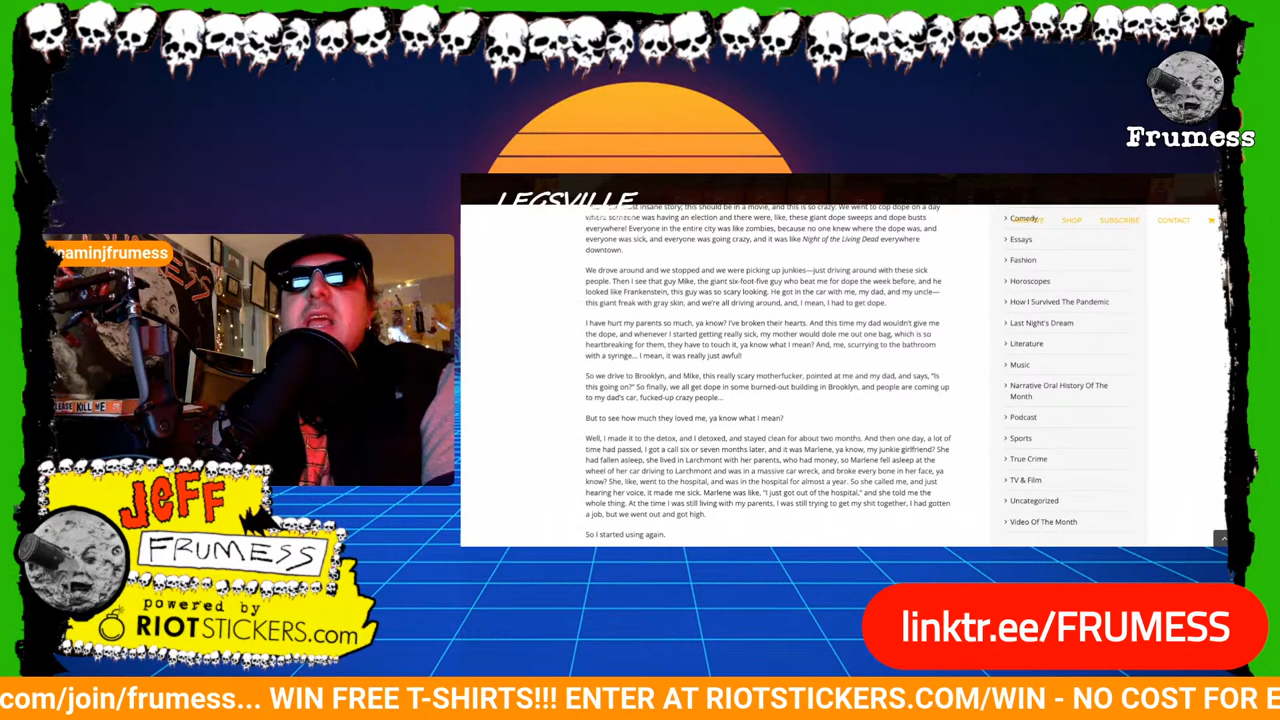 Frumess
LEGSVILLE
SHOP
SUBSCRIBE
CONTACT
insane story; this should be in a movie, and this is so crazy: We went to cop dope on a day
where someone was having an election and there were, like, these giant dope sweeps and dope busts
everywhere! Everyone in the entire city was like zombies, because no one knew where the dope was, and
everyone was sick, and everyone was going crazy, and it was like Night of the Living Dead everywhere
downtown.
We drove around and we stopped and we were picking up junkies—just driving around with these sick
people. Then I see that guy Mike, the giant six-foot-five guy who beat me for dope the week before, and he
looked like Frankenstein, this guy was so scary looking. He got in the car with me, my dad, and my uncle—
this giant freak with gray skin, and we're all driving around, and, I mean, I had to get dope.
I have hurt my parents so much, ya know? I've broken their hearts. And this time my dad wouldn't give me
the dope, and whenever I started getting really sick, my mother would dole me out one bag, which is so
heartbreaking for them, they have to touch it, ya know what I mean? And, me, scurrying to the bathroom
with a syringe... I mean, it was really just awful!
So we drive to Brooklyn, and Mike, this really scary motherfucker, pointed at me and my dad, and says, "Is
this going on?" So finally, we all get dope in some burned-out building in Brooklyn, and people are coming up
to my dad's car, fucked-up crazy people...
But to see how much they loved me, ya know what I mean?
Well, I made it to the detox, and I detoxed, and stayed clean for about two months. And then one day, a lot of
time had passed, I got a call six or seven months later, and it was Marlene, ya know, my junkie girlfriend? She
had fallen asleep, she lived in Larchmont with her parents, who had money, so Marlene fell asleep at the
wheel of her car driving to Larchmont and was in a massive car wreck, and broke every bone in her face, ya
know? She, like, went to the hospital, and was in the hospital for almost a year. So she called me, and just
hearing her voice, it made me sick. Marlene was like, "I just got out of the hospital," and she told me the
whole thing. At the time I was still living with my parents, I was still trying to get my shit together, I had gotten
a job, but we went out and got high.
So I started using again.
Comedy
Essays
Fashion
Horoscopes
How I Survived The Pandemic
Last Night's Dream
Literature
Music
Narrative Oral History Of The
Month
Podcast
Sports
True Crime
TV & Film
Uncategorized
Video Of The Month
eaminjfrumess
LEASE KILL ME
JEFF
FRUMESS
powered by
RIOTSTICKERS.com
linktr.ee/FRUMESS
com/join/frumess... WIN FREE T-SHIRTS!!! ENTER AT RIOTSTICKERS.COM/WIN - NO COST FOR E